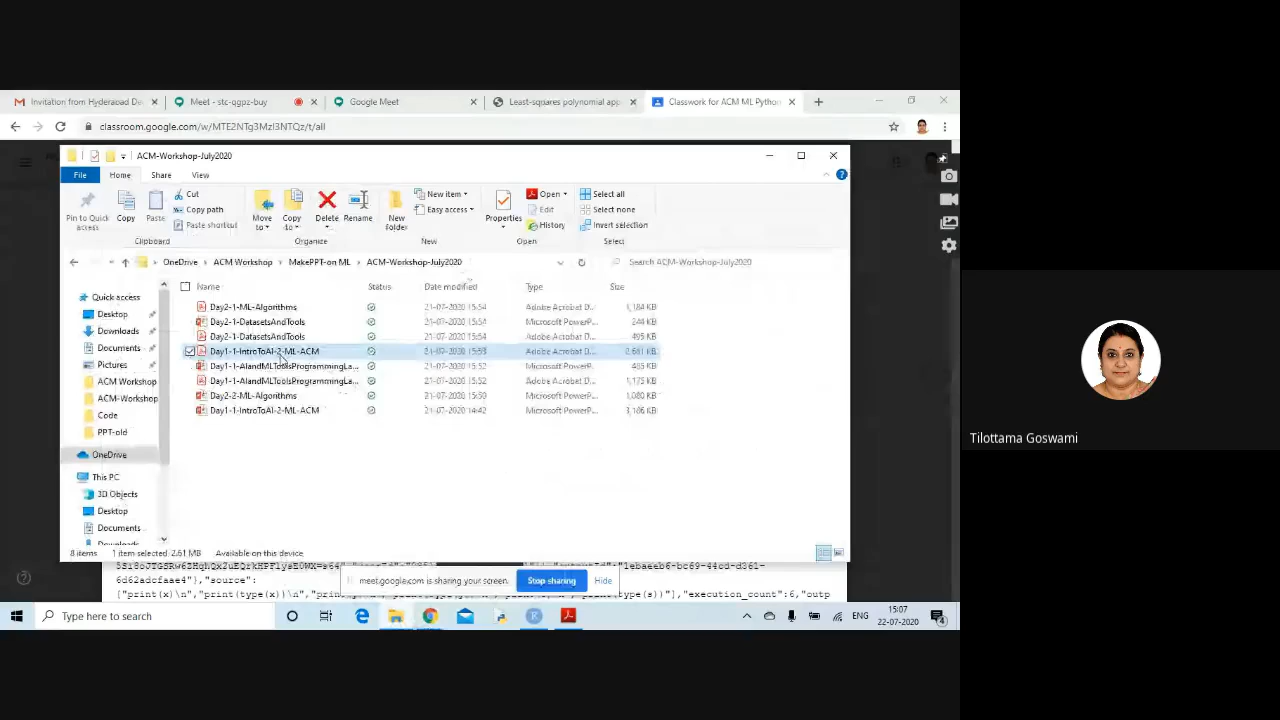 Invitation from Hyderabad De
Meet - stc-qgpz-buy
Google Meet
Least-squares polynomial app
Classwork for ACM ML Python
classroom.google.com/w/MTE2NTg3MzI3NTQz/t/all
ACM-Workshop-July2020
File
Home
Share
View
Pin to Quick access
Copy
Paste
Cut
Copy path
Paste shortcut
Clipboard
Move to
Copy to
Delete
Rename
Organize
New folder
New item
Easy access
New
Properties
Open
Edit
History
Open
Select all
Select none
Invert selection
Select
OneDrive > ACM Workshop > MakePPT-on ML > ACM-Workshop-July2020
Search ACM-Workshop-July2020
Name Status Date modified Type Size
Day2-1-ML-Algorithms 21-07-2020 15:54 Adobe Acrobat D... 1,184 KB
Day2-1-DatasetsAndTools 21-07-2020 15:54 Microsoft PowerP... 244 KB
Day2-1-DatasetsAndTools 21-07-2020 15:54 Adobe Acrobat D... 495 KB
Day1-1-IntroToAI-2-ML-ACM 21-07-2020 15:53 Adobe Acrobat D... 2,681 KB
Day1-1-AIandMLToolsProgrammingLa... 21-07-2020 15:52 Microsoft PowerP... 485 KB
Day1-1-AIandMLToolsProgrammingLa... 21-07-2020 15:52 Adobe Acrobat D... 1,175 KB
Day2-2-ML-Algorithms 21-07-2020 15:50 Microsoft PowerP... 1,080 KB
Day1-1-IntroToAI-2-ML-ACM 21-07-2020 14:42 Microsoft PowerP... 3,186 KB
Quick access
Desktop
Downloads
Documents
Pictures
ACM Workshop
ACM-Workshop
Code
PPT-old
OneDrive
This PC
3D Objects
Desktop
Documents
Downloads
8 items 1 item selected 2.61 MB Available on this device
6d62adcfaae4"},"source":
meet.google.com is sharing your screen.
Stop sharing
Hide
Type here to search
ENG
15:07
22-07-2020
Tilottama Goswami